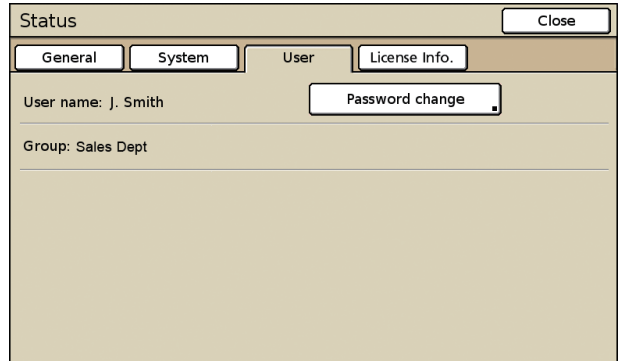 Status Close
General System User License Info.
User name: J. Smith Password change
Group: Sales Dept